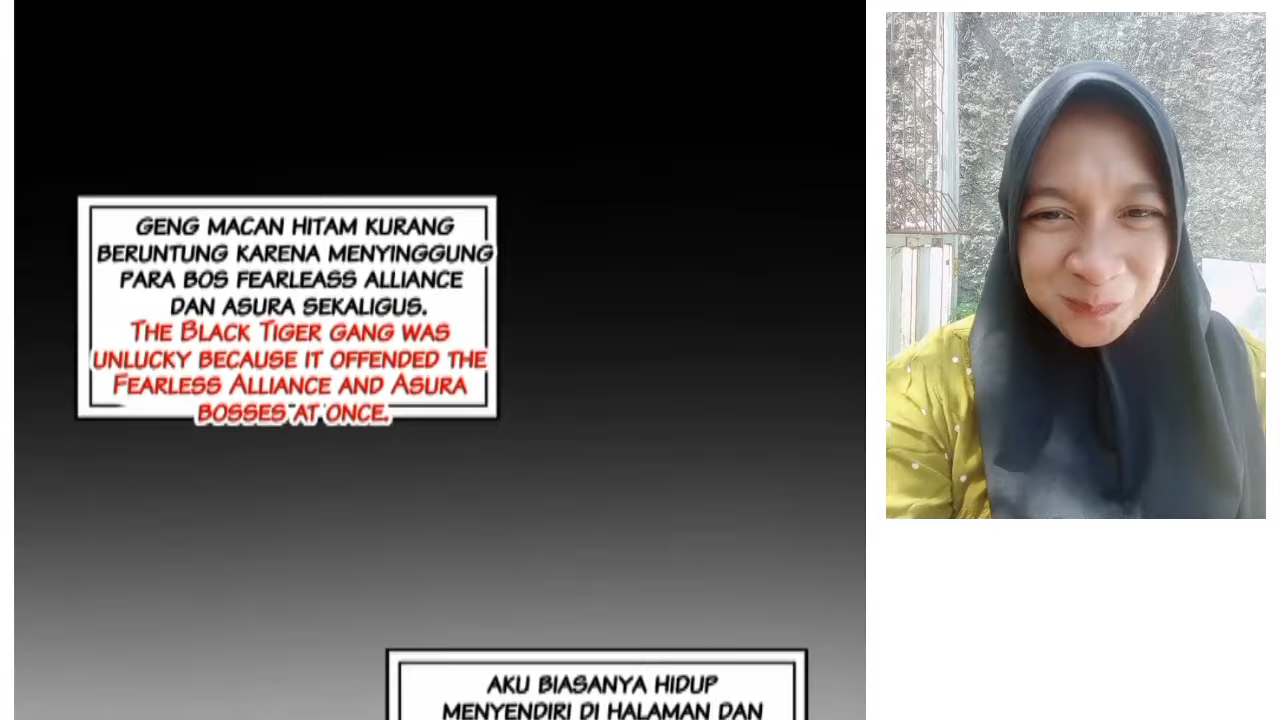 GENG MACAN HITAM KURANG
BERUNTUNG KARENA MENYINGGUNG
PARA BOS FEARLEASS ALLIANCE
DAN ASURA SEKALIGUS.
THE BLACK TIGER GANG WAS
UNLUCKY BECAUSE IT OFFENDED THE
FEARLESS ALLIANCE AND ASURA
BOSSES AT ONCE.
AKU BIASANYA HIDUP
MENYENDIRI DI HALAMAN DAN